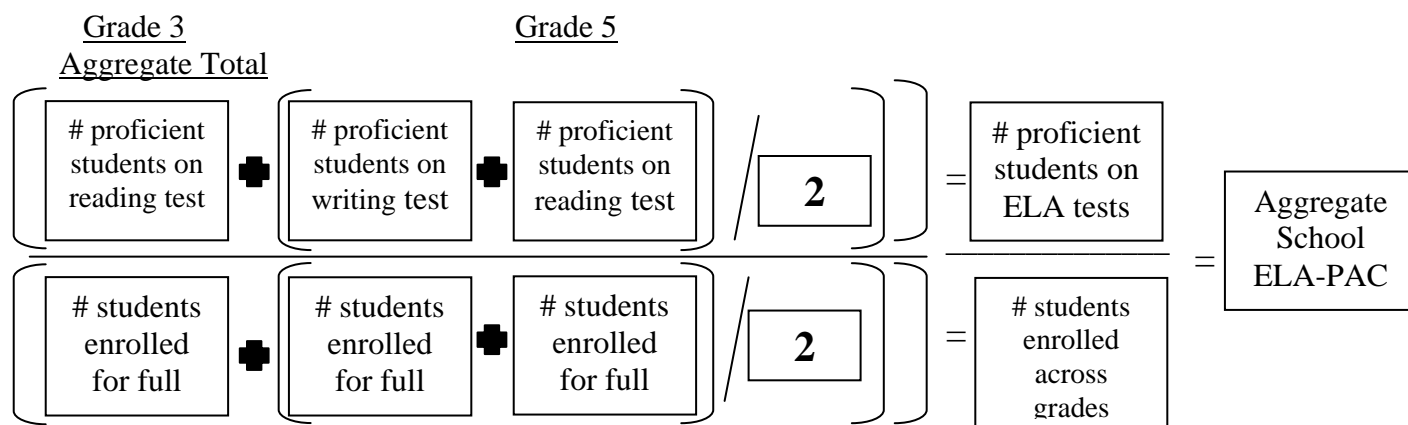 Grade 3
Grade 5
Aggregate Total
# proficient
students on
reading test
# proficient
students on
writing test
# proficient
students on
reading test
/
2
=
# proficient
students on
ELA tests
=
Aggregate
School
ELA-PAC
# students
enrolled
for full
# students
enrolled
for full
# students
enrolled
for full
/
2
=
# students
enrolled
across
grades